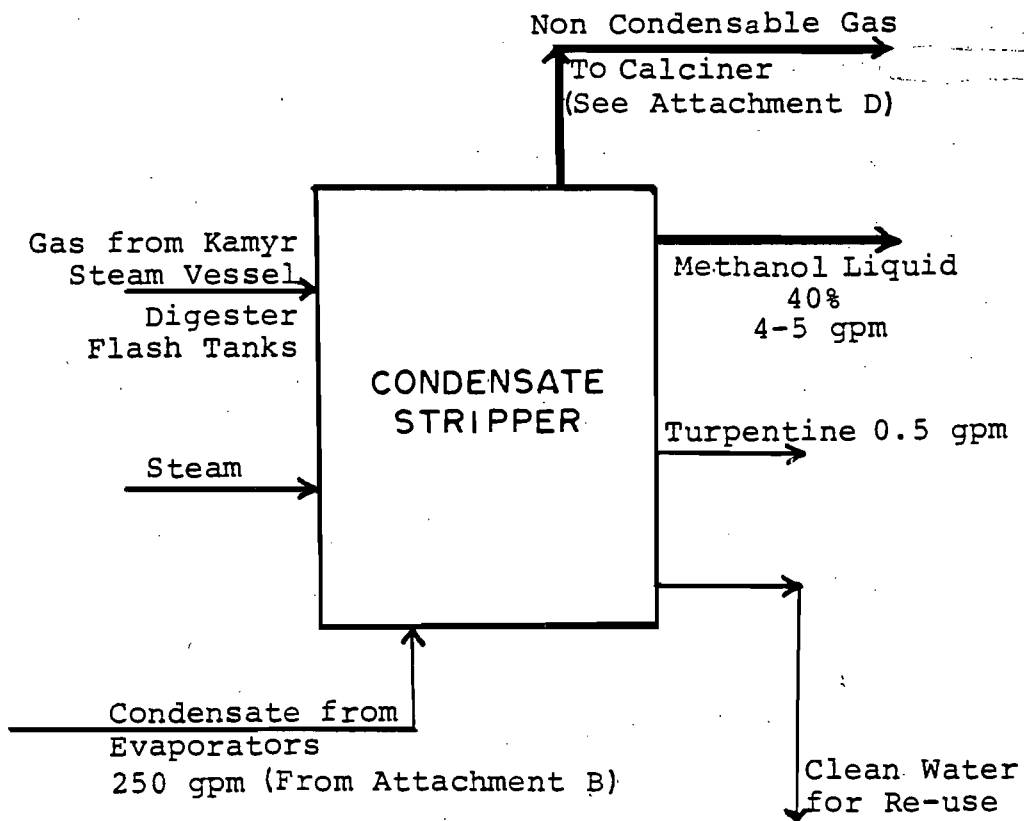 Non Condensable Gas
To Calciner
(See Attachment D)
Gas from Kamyr
Steam Vessel
Digester
Flash Tanks
Methanol Liquid
40%
4-5 gpm
CONDENSATE
STRIPPER
Turpentine 0.5 gpm
Steam
Condensate from
Evaporators
250 gpm (From Attachment B)
Clean Water
for Re-use